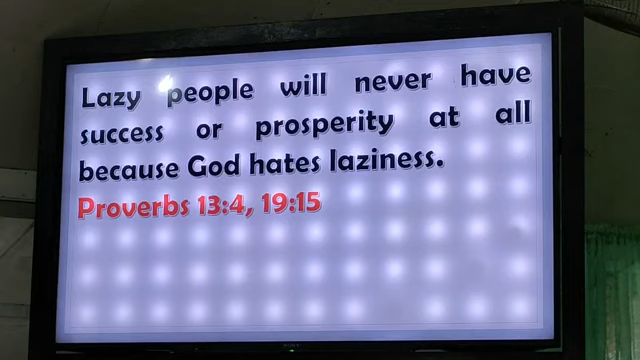 Lazy people will never have
success or prosperity at all
because God hates laziness.
Proverbs 13:4, 19:15
SONY